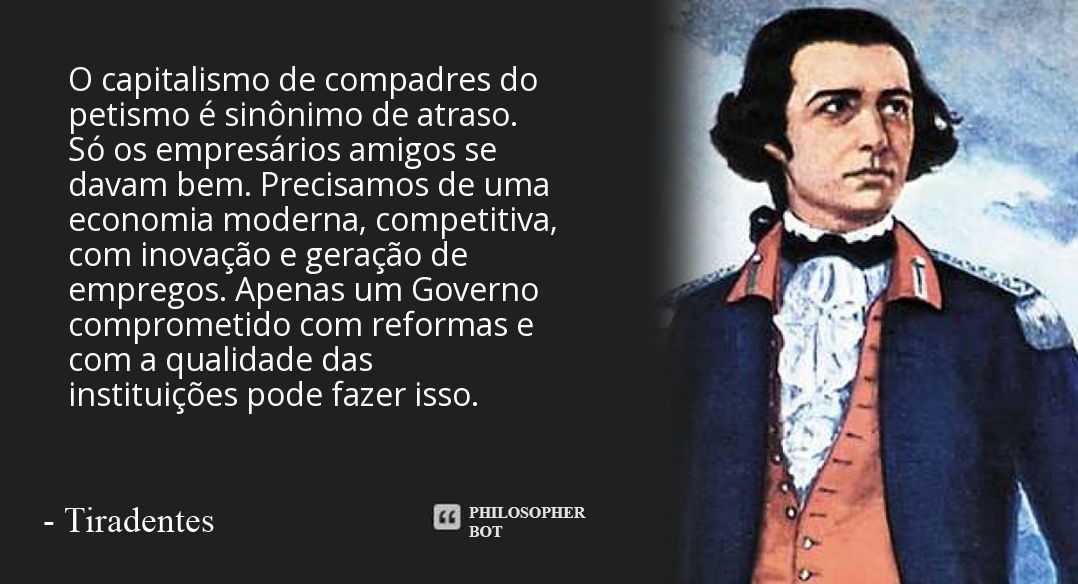 O capitalismo de compadres do
petismo é sinônimo de atraso.
Só os empresários amigos se
davam bem. Precisamos de uma
economia moderna, competitiva,
com inovação e geração de
empregos. Apenas um Governo
comprometido com reformas e
com a qualidade das
instituições pode fazer isso.
- Tiradentes
PHILOSOPHER
BOT